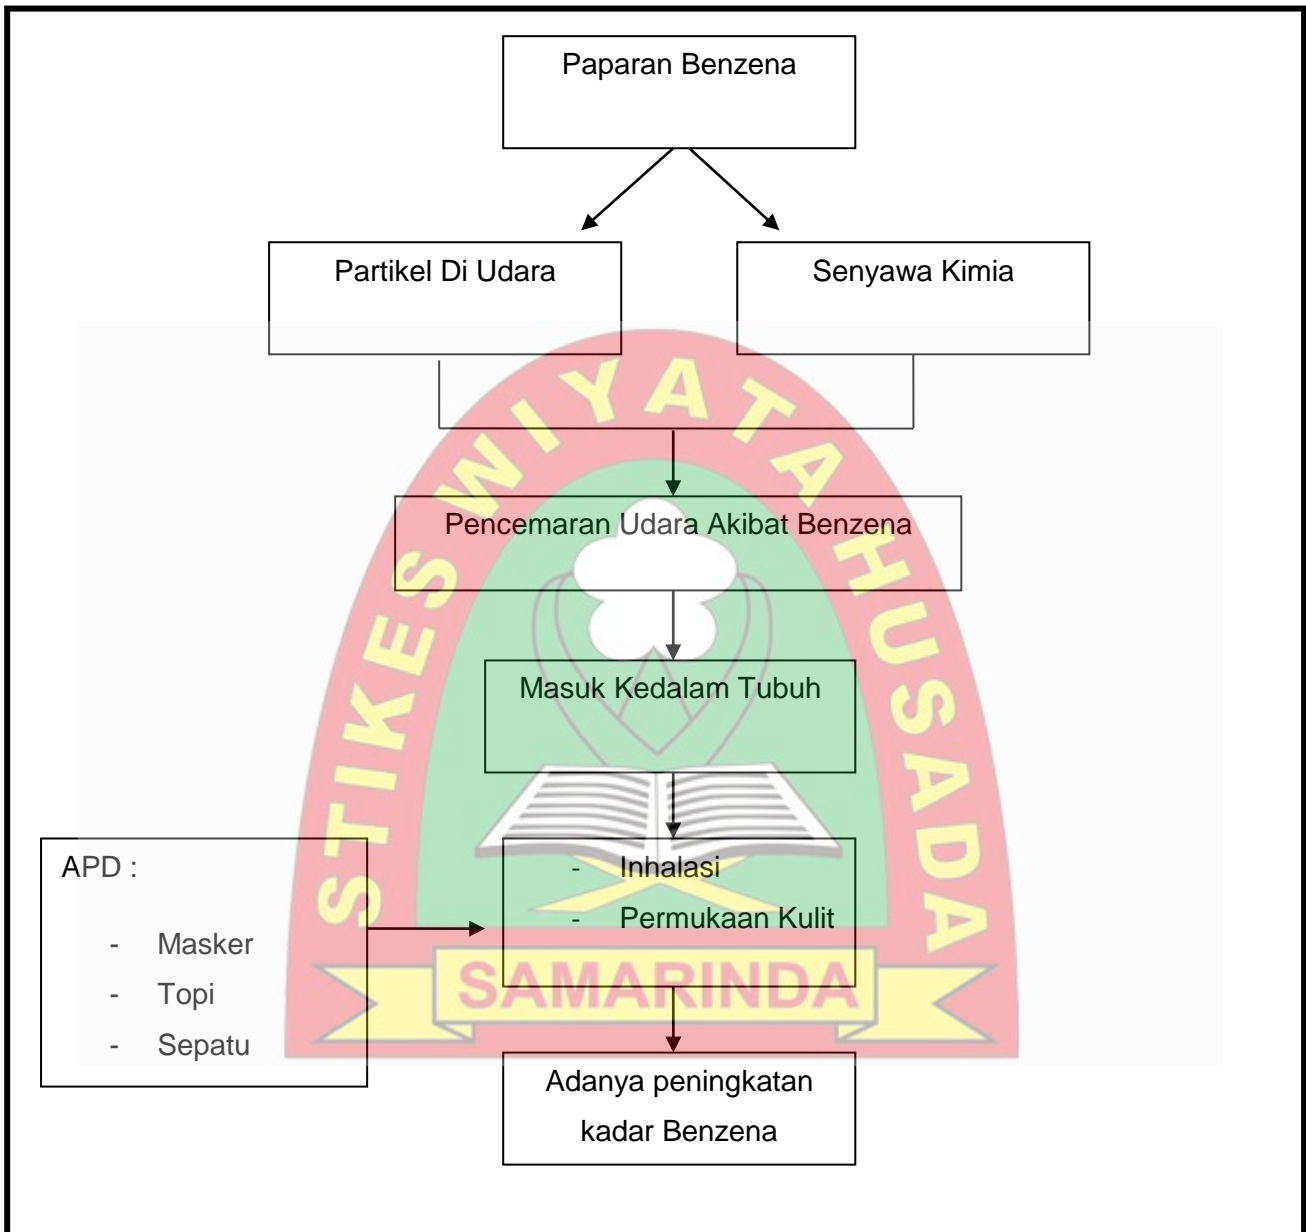 Paparan Benzena
Partikel Di Udara
Senyawa Kimia
STIKES WIYATA HUSADA
Pencemaran Udara Akibat Benzena
Masuk Kedalam Tubuh
APD :
- Masker
- Topi
- Sepatu
- Inhalasi
- Permukaan Kulit
SAMARINDA
Adanya peningkatan
kadar Benzena